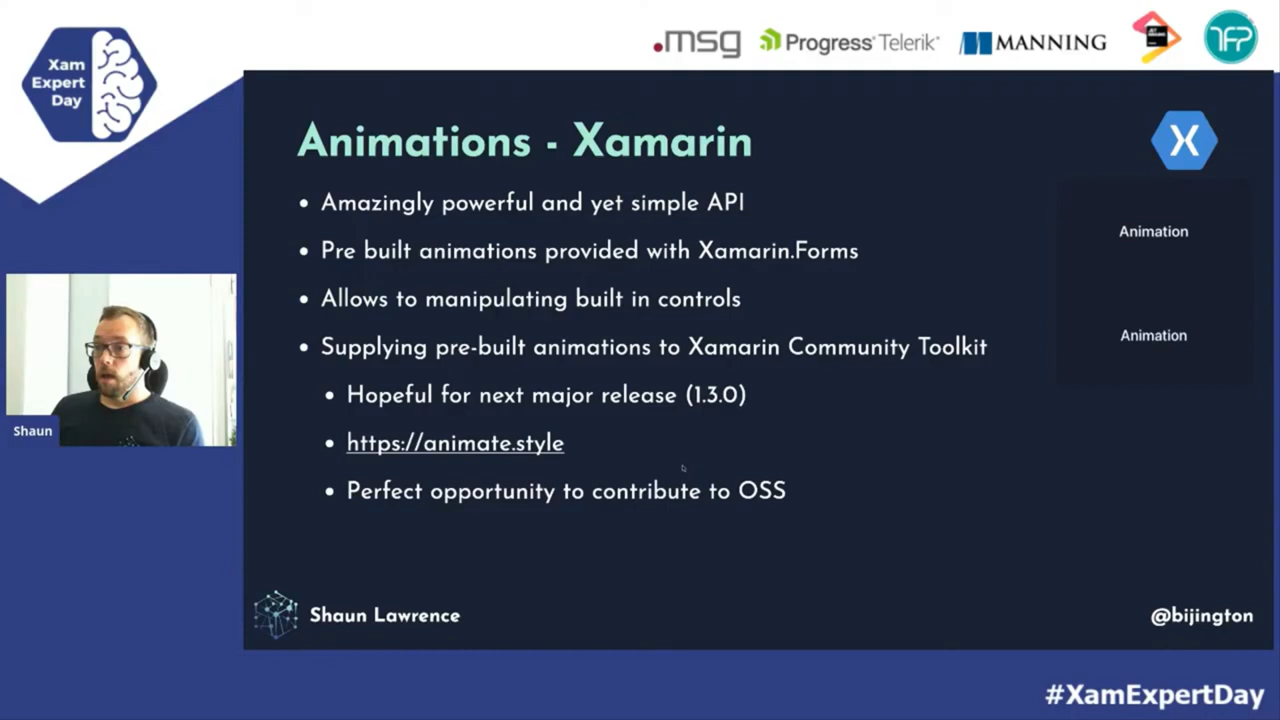 Xam
Expert
Day
.msg
Progress Telerik
MANNING
TFP
Animations - Xamarin
X
• Amazingly powerful and yet simple API
• Pre built animations provided with Xamarin.Forms
• Allows to manipulating built in controls
• Supplying pre-built animations to Xamarin Community Toolkit
• Hopeful for next major release (1.3.0)
• https://animate.style
• Perfect opportunity to contribute to OSS
Animation
Animation
Shaun
Shaun Lawrence
@bijington
#XamExpertDay